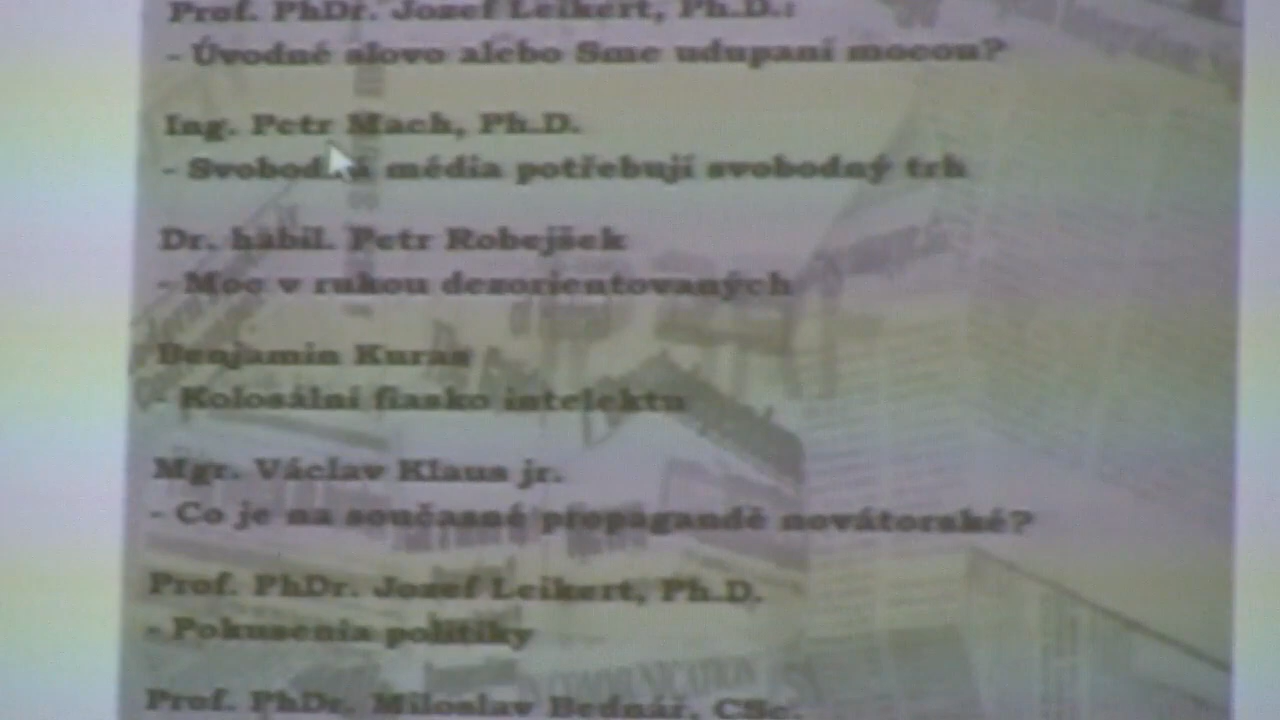 Prof. PhDr. Jozef Leikert, Ph.D.:
- Úvodné slovo alebo Sme udupaní mocou?
Ing. Petr Mach, Ph.D.
- Svobodná média potřebují svobodný trh
Dr. habil. Petr Robejšek
- Moc v rukou dezorientovaných
Benjamin Kuras
- Kolosální fiasko intelektu
Mgr. Václav Klaus jr.
- Co je na současné propagandě novátorské?
Prof. PhDr. Jozef Leikert, Ph.D.
- Pokusenia politiky
Prof. PhDr. Miloslav Bednář, CSc.